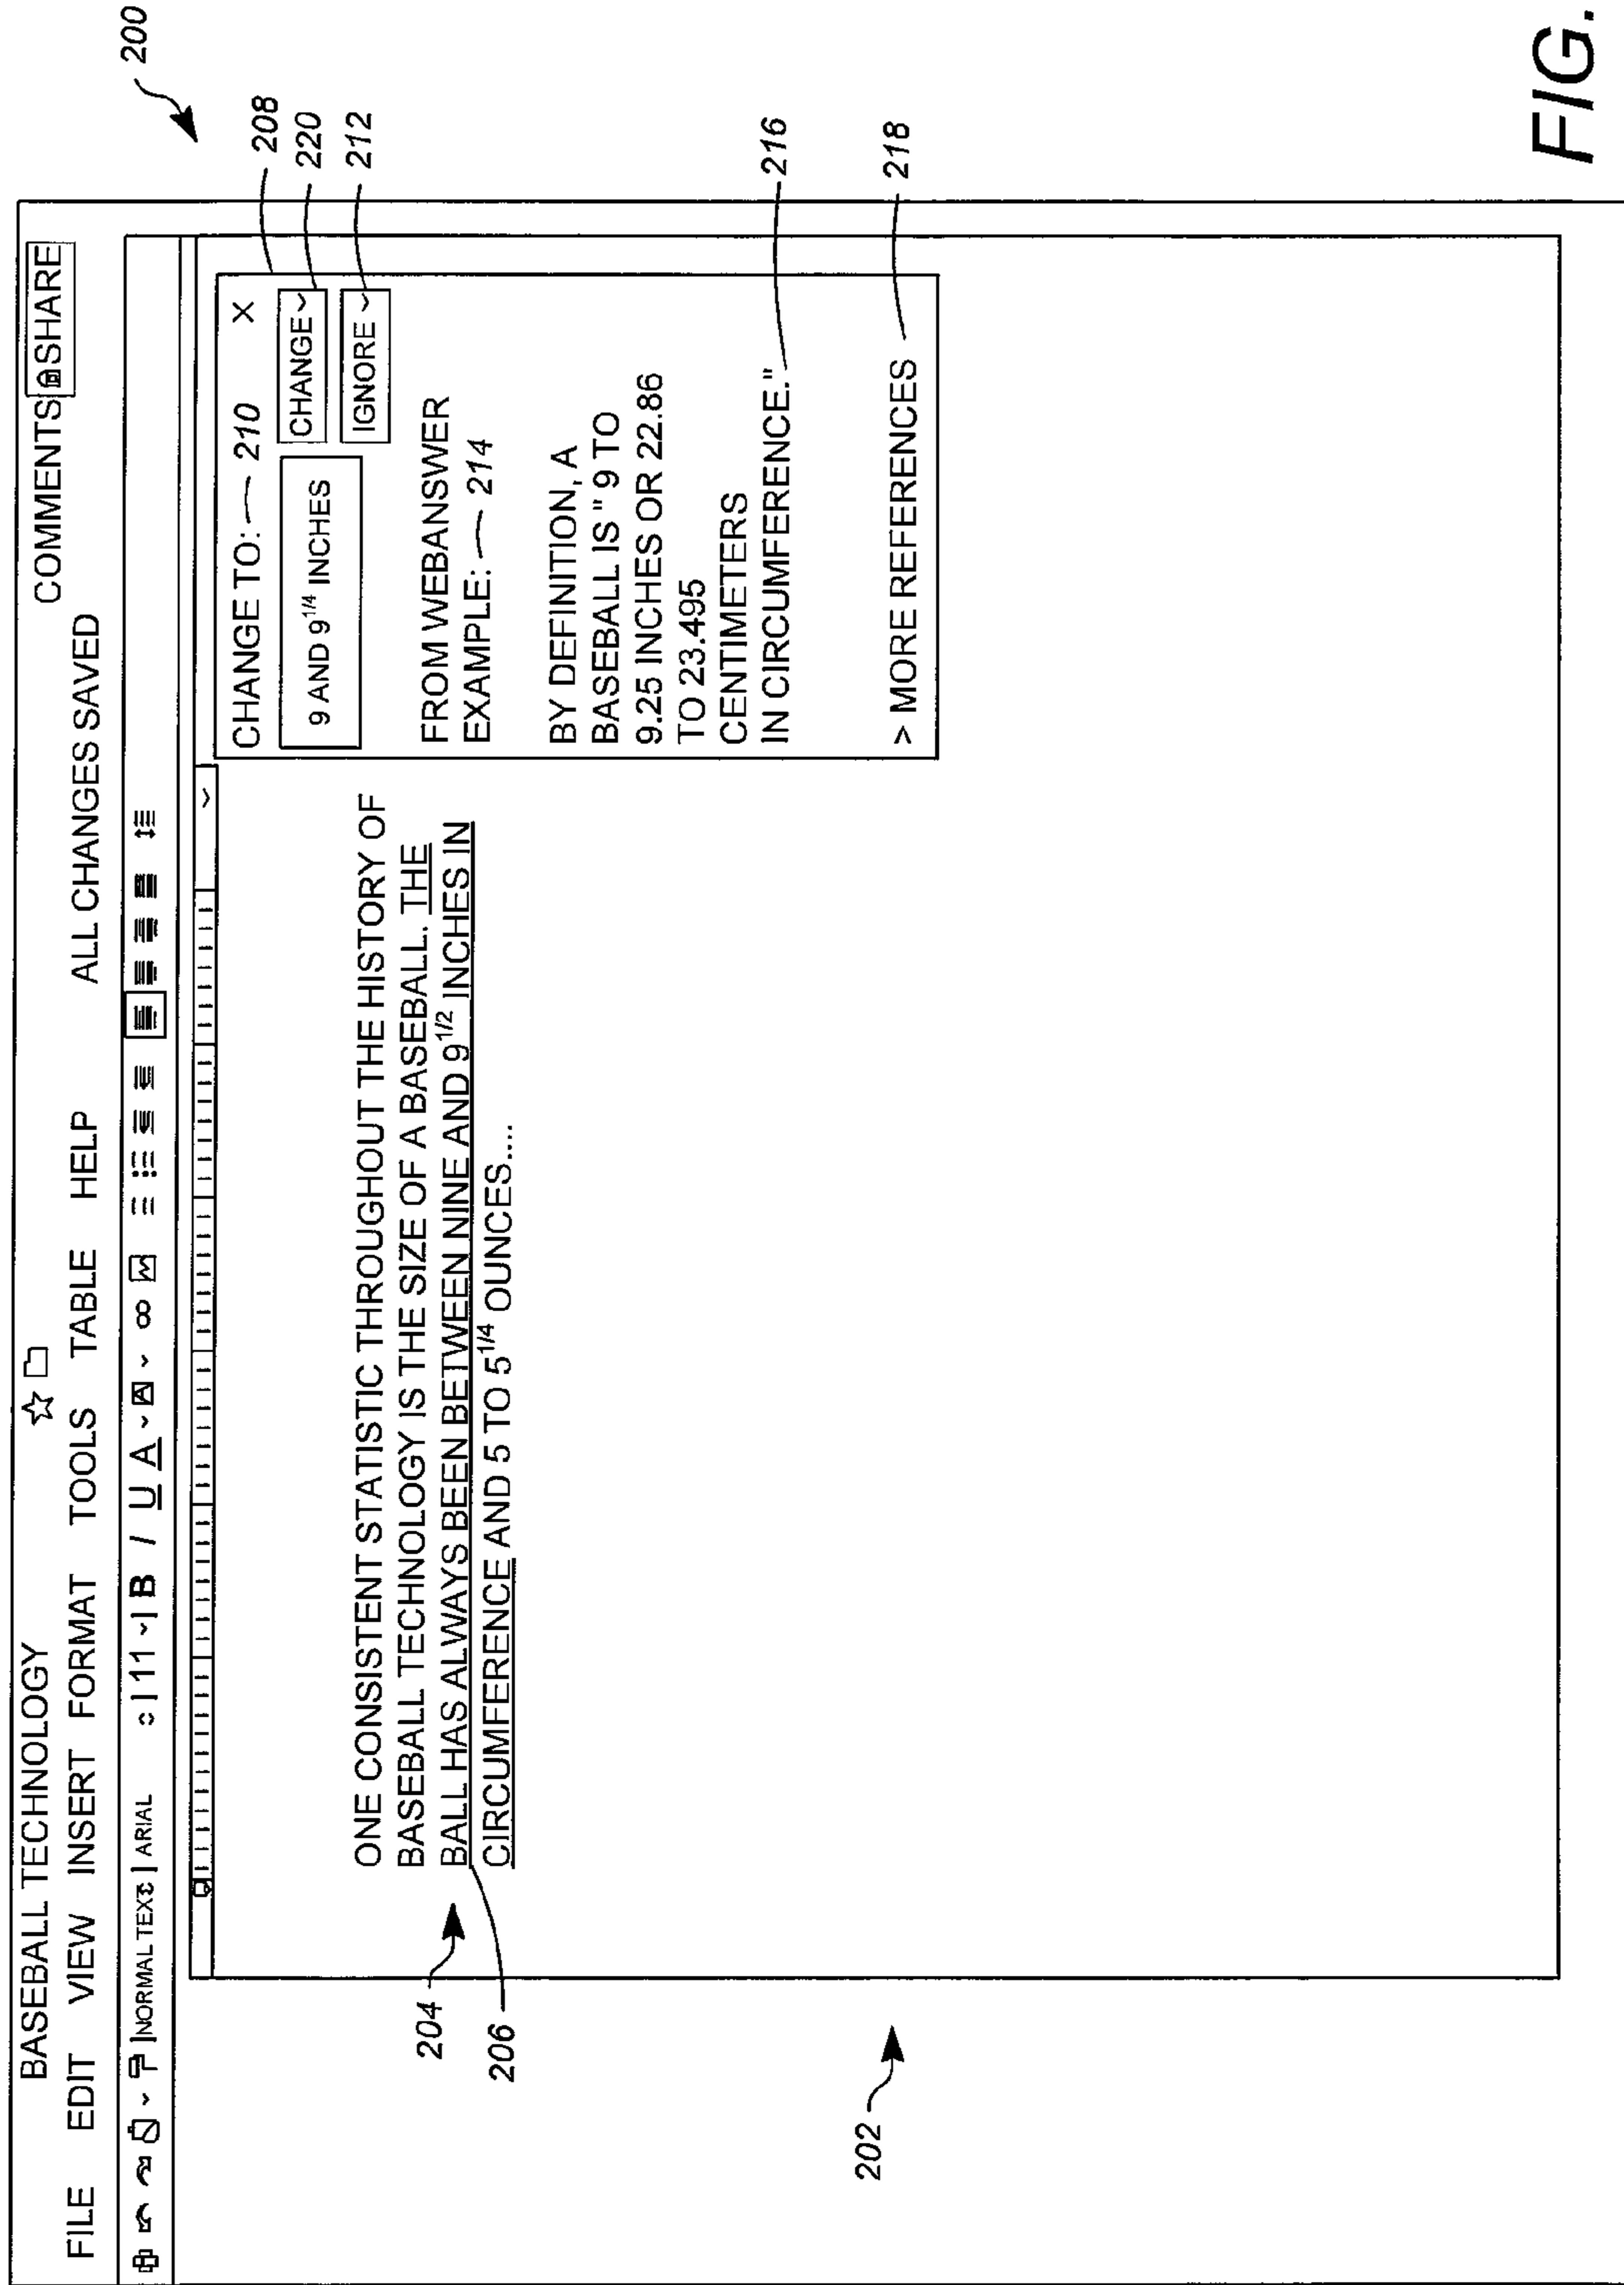 200
BASEBALL TECHNOLOGY
COMMENTS SHARE
FILE EDIT VIEW INSERT FORMAT TOOLS TABLE HELP ALL CHANGES SAVED
NORMAL TEXT ARIAL 11 B I U A A
CHANGE TO: 210 X
208
9 AND 9 1/4 INCHES
CHANGE 220
IGNORE 212
FROM WEBANSWER
EXAMPLE: 214
BY DEFINITION, A
BASEBALL IS " 9 TO
9.25 INCHES OR 22.86
TO 23.495
CENTIMETERS
IN CIRCUMFERENCE." 216
> MORE REFERENCES 218
ONE CONSISTENT STATISTIC THROUGHOUT THE HISTORY OF
BASEBALL TECHNOLOGY IS THE SIZE OF A BASEBALL. THE
204 BALL HAS ALWAYS BEEN BETWEEN NINE AND 9 1/2 INCHES IN
206 CIRCUMFERENCE AND 5 TO 5 1/4 OUNCES....
202
FIG.